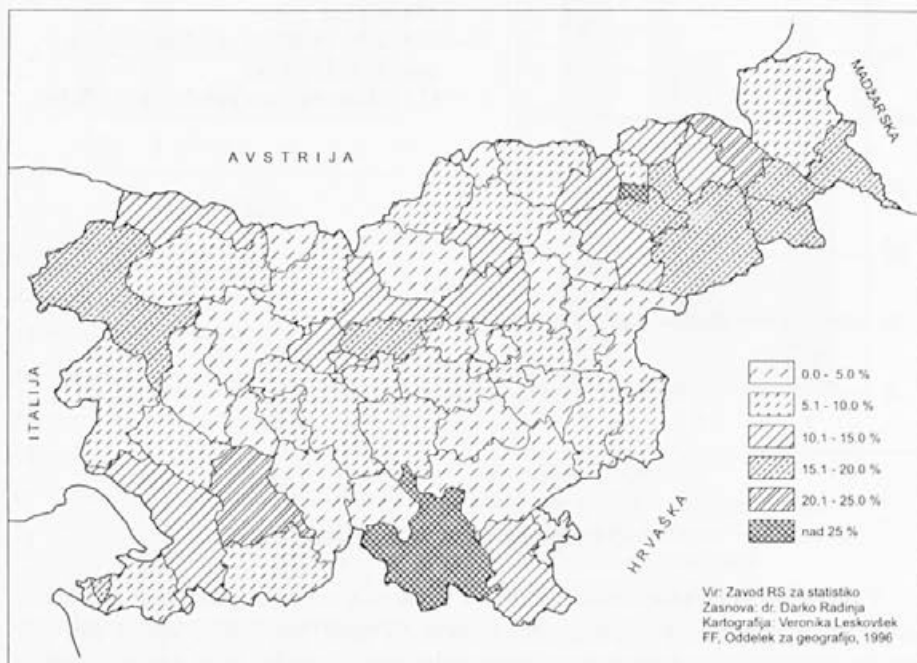 AVSTRIJA
MADŽARSKA
ITALIJA
HRVAŠKA
0.0 - 5.0 %
5.1 - 10.0 %
10.1 - 15.0 %
15.1 - 20.0 %
20.1 - 25.0 %
nad 25 %
Vir: Zavod RS za statistiko
Zasnova: dr. Darko Radinja
Kartografija: Veronika Leskovšek
FF, Oddelek za geografijo, 1996